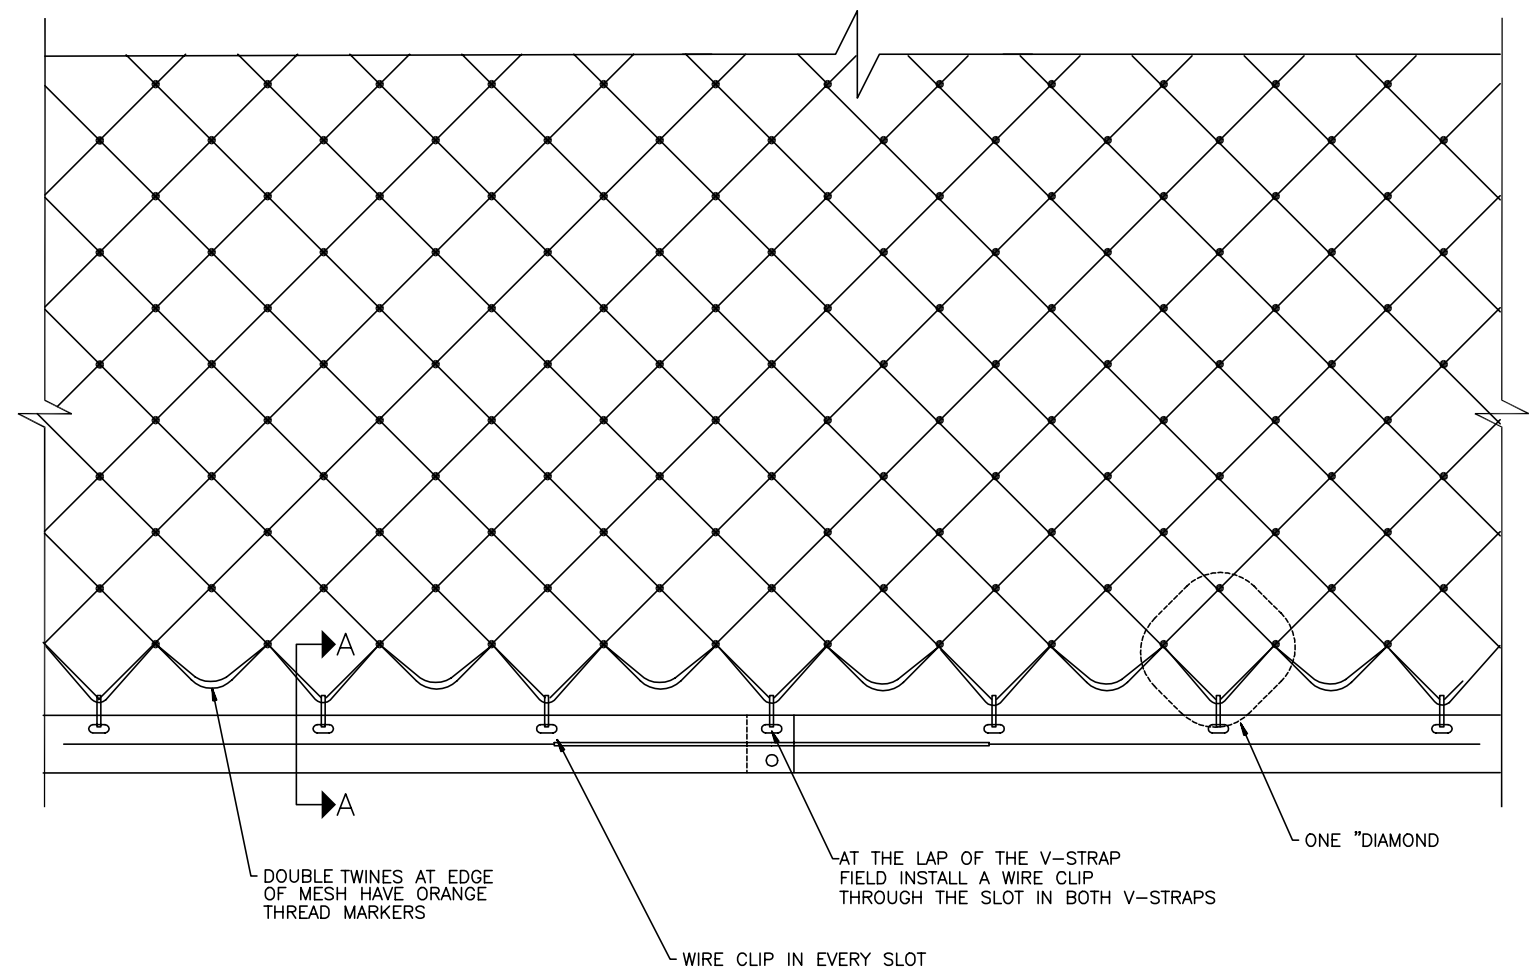 A
A
ONE "DIAMOND
AT THE LAP OF THE V-STRAP
FIELD INSTALL A WIRE CLIP
THROUGH THE SLOT IN BOTH V-STRAPS
DOUBLE TWINES AT EDGE
OF MESH HAVE ORANGE
THREAD MARKERS
WIRE CLIP IN EVERY SLOT